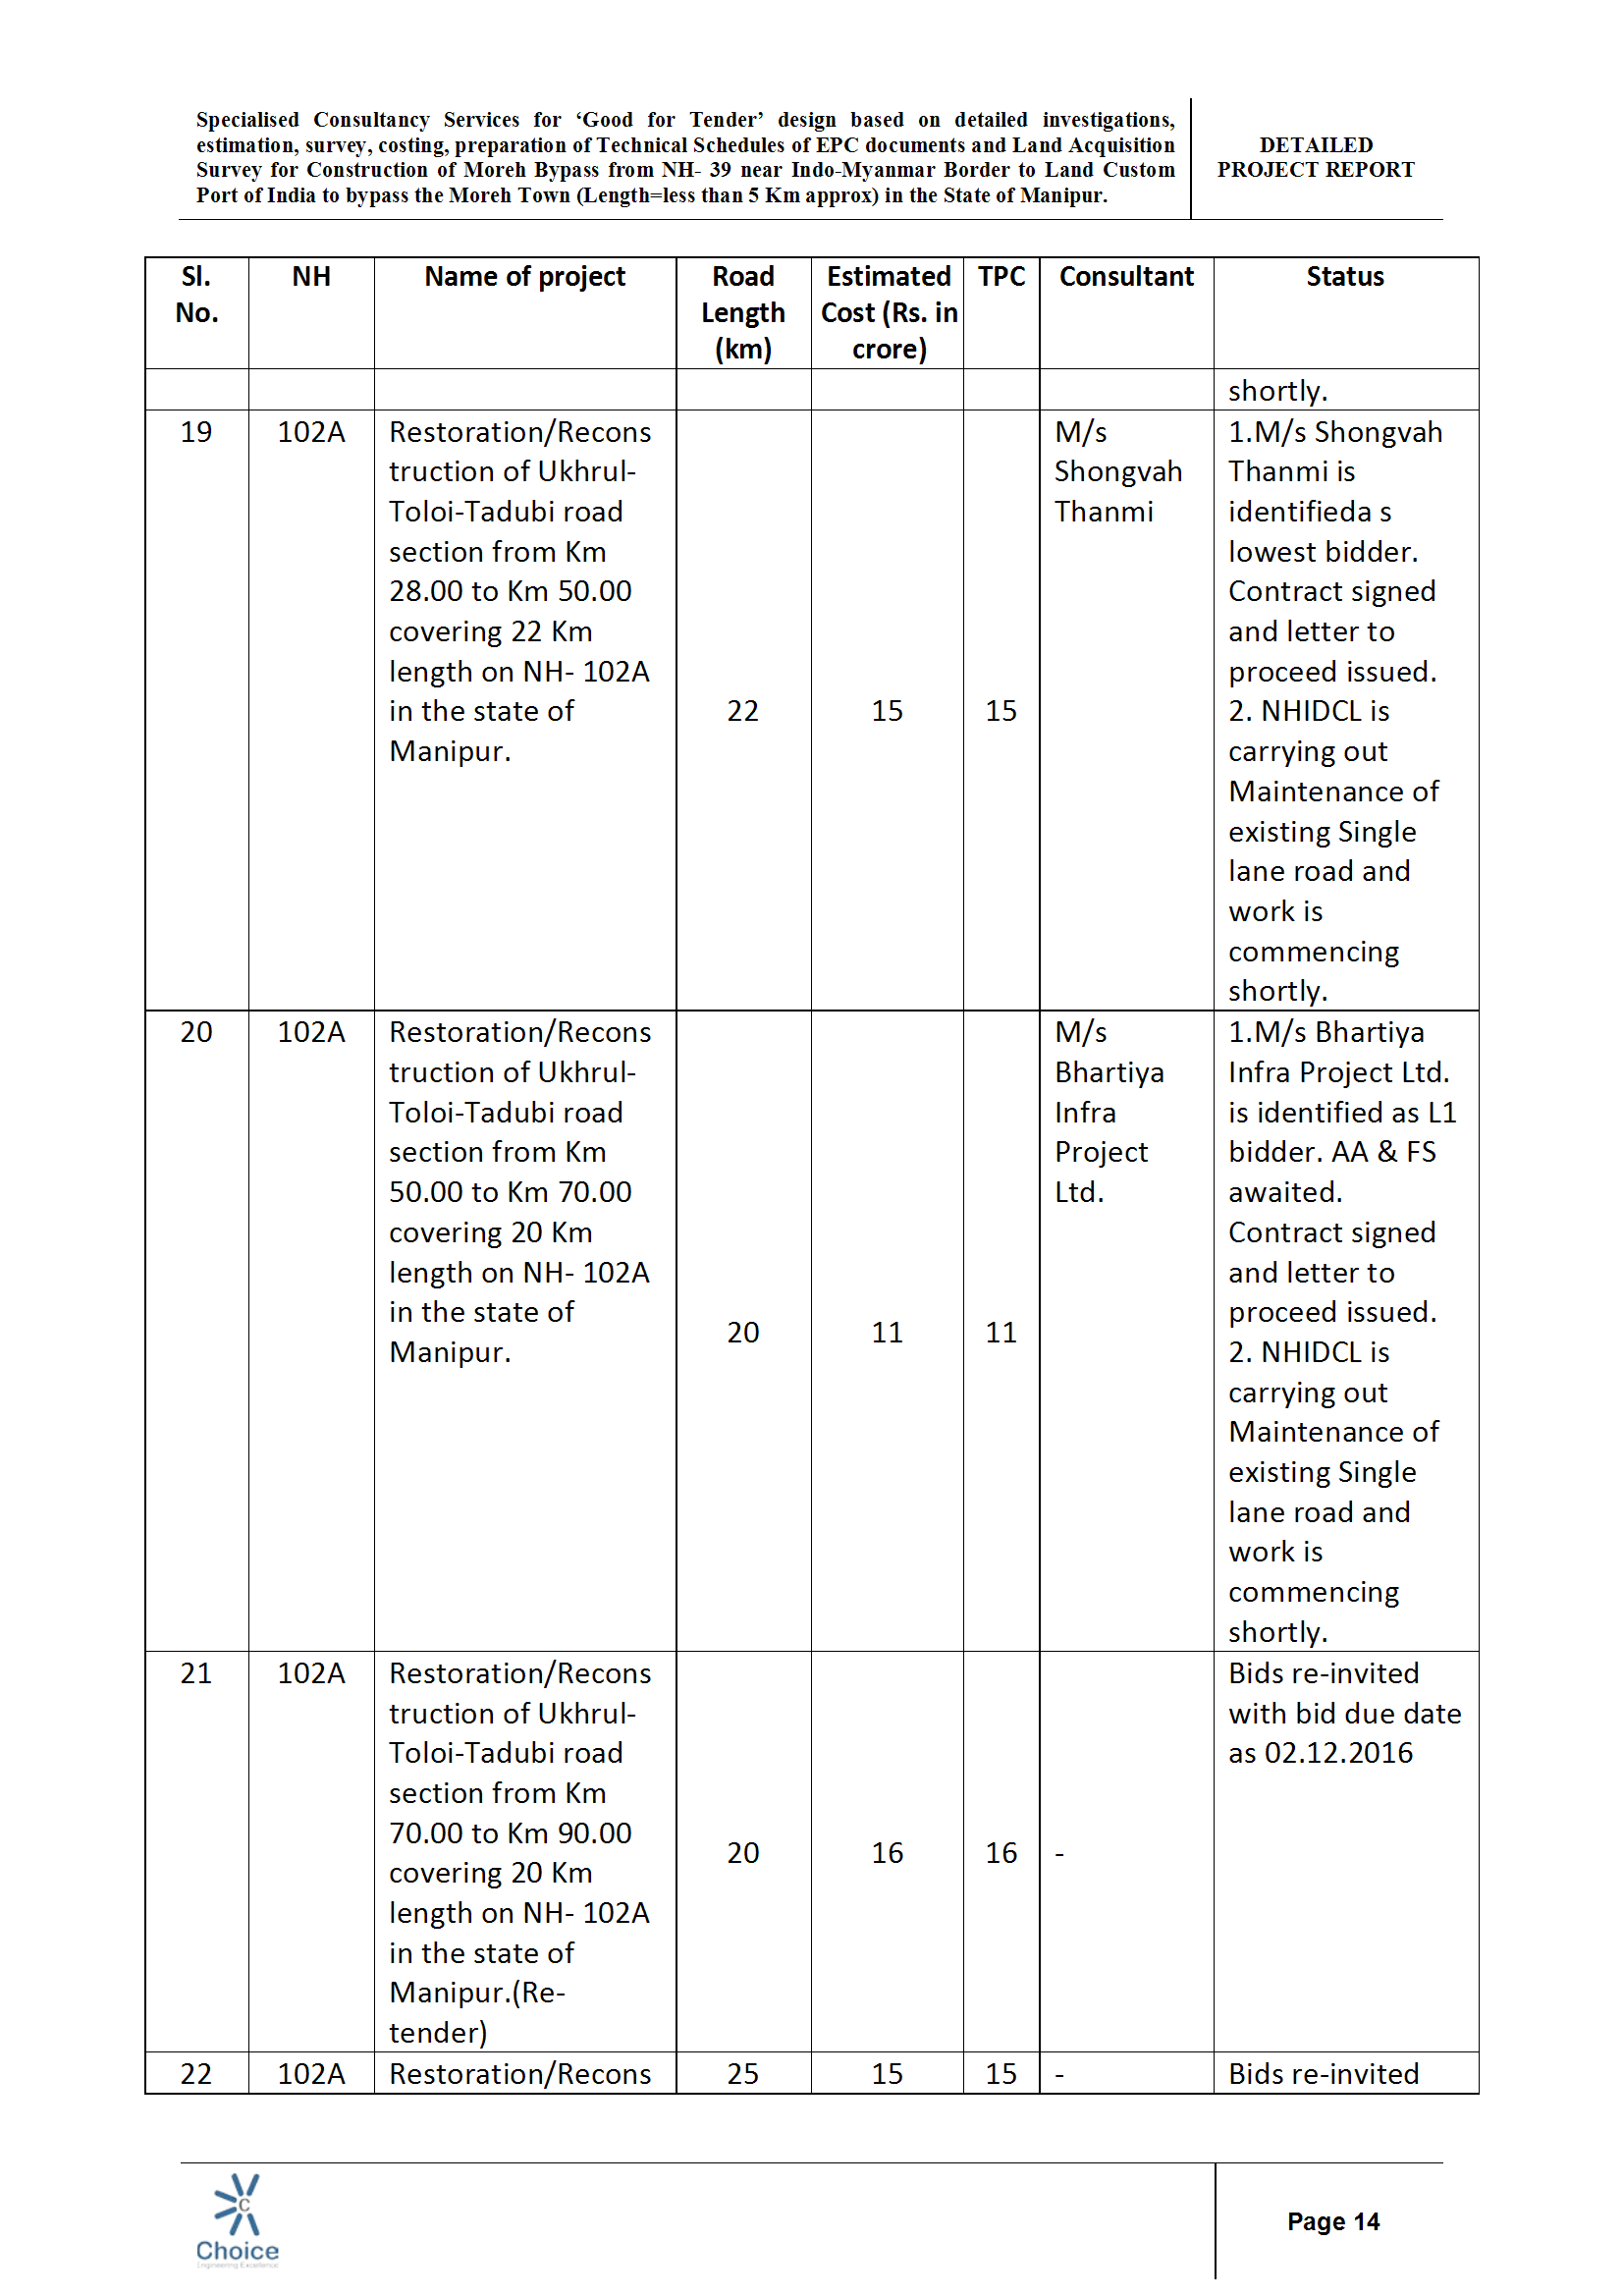 Specialised Consultancy Services for ‘Good for Tender’ design based on detailed investigations,
estimation, survey, costing, preparation of Technical Schedules of EPC documents and Land Acquisition
Survey for Construction of Moreh Bypass from NH- 39 near Indo-Myanmar Border to Land Custom
Port of India to bypass the Moreh Town (Length=less than 5 Km approx) in the State of Manipur.
DETAILED
PROJECT REPORT
Sl.
No.
NH
Name of project
Road
Length
(km)
Estimated
Cost (Rs. in
crore)
TPC
Consultant
Status
shortly.
19
102A
Restoration/Recons
truction of Ukhrul-
Toloi-Tadubi road
section from Km
28.00 to Km 50.00
covering 22 Km
length on NH- 102A
in the state of
Manipur.
22
15
15
M/s
Shongvah
Thanmi
1.M/s Shongvah
Thanmi is
identifieda s
lowest bidder.
Contract signed
and letter to
proceed issued.
2. NHIDCL is
carrying out
Maintenance of
existing Single
lane road and
work is
commencing
shortly.
20
102A
Restoration/Recons
truction of Ukhrul-
Toloi-Tadubi road
section from Km
50.00 to Km 70.00
covering 20 Km
length on NH- 102A
in the state of
Manipur.
20
11
11
M/s
Bhartiya
Infra
Project
Ltd.
1.M/s Bhartiya
Infra Project Ltd.
is identified as L1
bidder. AA & FS
awaited.
Contract signed
and letter to
proceed issued.
2. NHIDCL is
carrying out
Maintenance of
existing Single
lane road and
work is
commencing
shortly.
21
102A
Restoration/Recons
truction of Ukhrul-
Toloi-Tadubi road
section from Km
70.00 to Km 90.00
covering 20 Km
length on NH- 102A
in the state of
Manipur.(Re-
tender)
20
16
16
-
Bids re-invited
with bid due date
as 02.12.2016
22
102A
Restoration/Recons
25
15
15
-
Bids re-invited
C
Choice
Engineering Excellence
Page 14